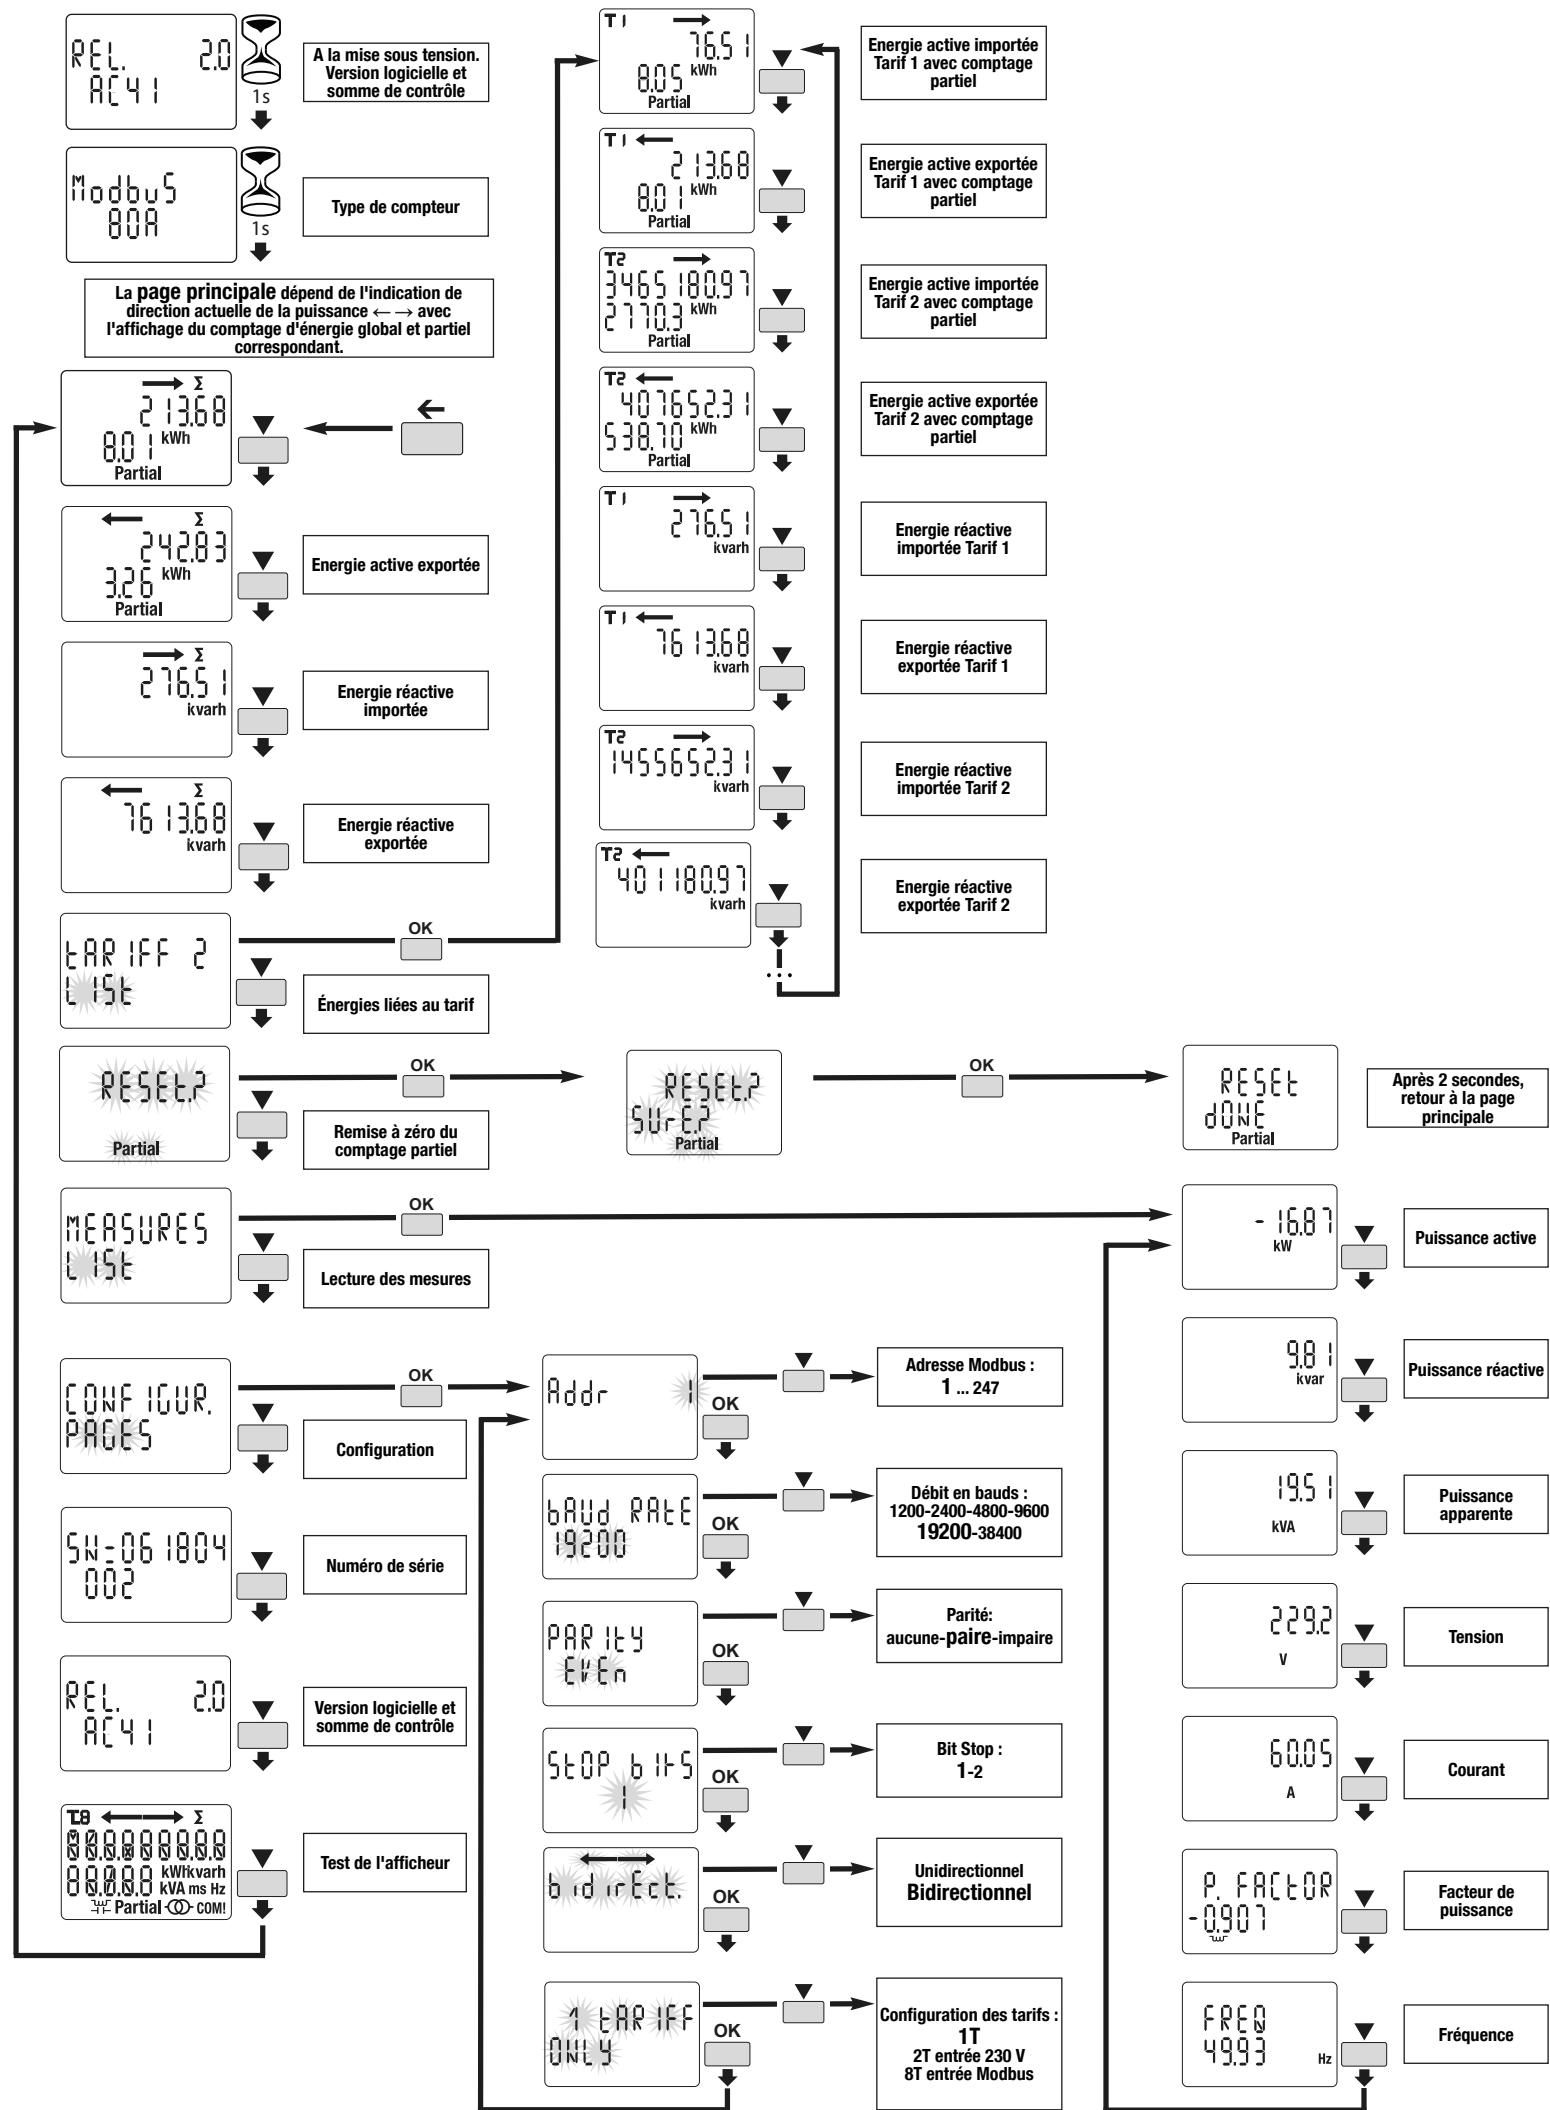 REL. 2.0
AC41
1s
A la mise sous tension.
Version logicielle et
somme de contrôle
Modbus
80A
1s
Type de compteur
La page principale dépend de l'indication de
direction actuelle de la puissance ←→ avec
l'affichage du comptage d'énergie global et partiel
correspondant.
→ Σ
213.68
8.01 kWh
Partial
←
← Σ
242.83
3.26 kWh
Partial
Energie active exportée
→ Σ
276.51
kvarh
Energie réactive
importée
← Σ
7613.68
kvarh
Energie réactive
exportée
tARIFF 2
LISt
OK
Énergies liées au tarif
T1 →
76.51
8.05 kWh
Partial
Energie active importée
Tarif 1 avec comptage
partiel
T1 ←
213.68
8.01 kWh
Partial
Energie active exportée
Tarif 1 avec comptage
partiel
T2 →
3465180.97
2770.3 kWh
Partial
Energie active importée
Tarif 2 avec comptage
partiel
T2 ←
407652.31
538.70 kWh
Partial
Energie active exportée
Tarif 2 avec comptage
partiel
T1 →
276.51
kvarh
Energie réactive
importée Tarif 1
T1 ←
7613.68
kvarh
Energie réactive
exportée Tarif 1
T2 →
1455652.31
kvarh
Energie réactive
importée Tarif 2
T2 ←
401180.97
kvarh
Energie réactive
exportée Tarif 2
...
RESEt.?
Partial
OK
Remise à zéro du
comptage partiel
RESEt.?
SUrE.?
Partial
OK
RESEt
dONE
Partial
Après 2 secondes,
retour à la page
principale
MEASURES
LISt
OK
Lecture des mesures
-16.87
kW
Puissance active
9.81
kvar
Puissance réactive
19.51
kVA
Puissance
apparente
229.2
V
Tension
60.05
A
Courant
P. FACtOR
-0.907
Facteur de
puissance
FREQ
49.93 Hz
Fréquence
CONFIGUR.
PAGES
OK
Configuration
Addr 1
OK
Adresse Modbus :
1 ... 247
bAUd RAtE
19200
OK
Débit en bauds :
1200-2400-4800-9600
19200-38400
PARItY
EVEn
OK
Parité:
aucune-paire-impaire
StOP bItS
1
OK
Bit Stop :
1-2
←→
bidirEct.
OK
Unidirectionnel
Bidirectionnel
1 tARIFF
ONLY
OK
Configuration des tarifs :
1T
2T entrée 230 V
8T entrée Modbus
SN-061804
002
Numéro de série
REL. 2.0
AC41
Version logicielle et
somme de contrôle
T.8 ←→ Σ
kWh kvarh
kVA ms Hz
Partial COM!
Test de l'afficheur